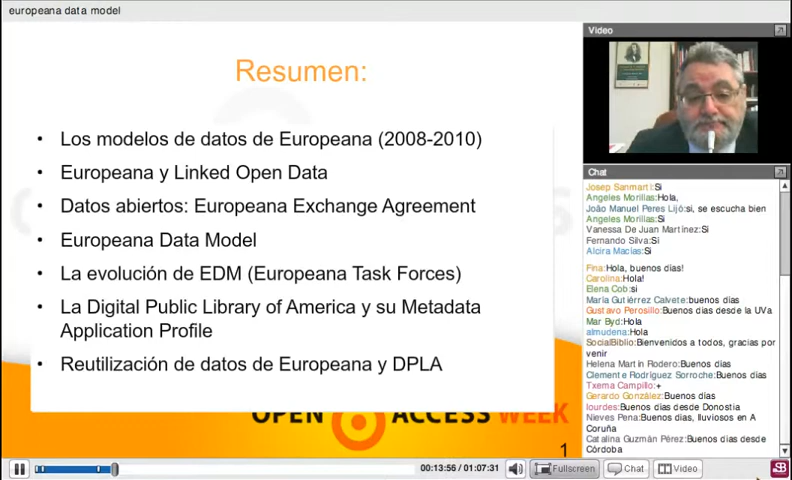 europeana data model
Resumen:
• Los modelos de datos de Europeana (2008-2010)
• Europeana y Linked Open Data
• Datos abiertos: Europeana Exchange Agreement
• Europeana Data Model
• La evolución de EDM (Europeana Task Forces)
• La Digital Public Library of America y su Metadata
Application Profile
• Reutilización de datos de Europeana y DPLA
OPEN ACCESS WEEK
1
00:13:56 / 01:07:31
Fullscreen
Chat
Video
Video
Chat
Josep Sanmartí:Si
Angeles Morillas:Hola,
João Manuel Peres Lijó:si, se escucha bien
Angeles Morillas:Si
Vanessa De Juan Martínez:Si
Fernando Silva:Si
Alcira Macías:Si
Fina:Hola, buenos días!
Carolina:Hola!
Elena Cob:si
María Gutiérrez Calvete:buenos días
Gustavo Perosillo:Buenos días desde la UVa
Mar Byd:Hola
almudena:Hola
SocialBiblio:Bienvenidos a todos, gracias por
venir
Helena Martín Rodero:Buenos días
Clemente Rodríguez Sorroche:Buenos días
Txema Campillo:+
Gerardo González:Buenos días
lourdes:Buenos días desde Donostia
Nieves Pena:Buenos días, lluviosos en A
Coruña
Catalina Guzmán Pérez:Buenos días desde
Córdoba
SB